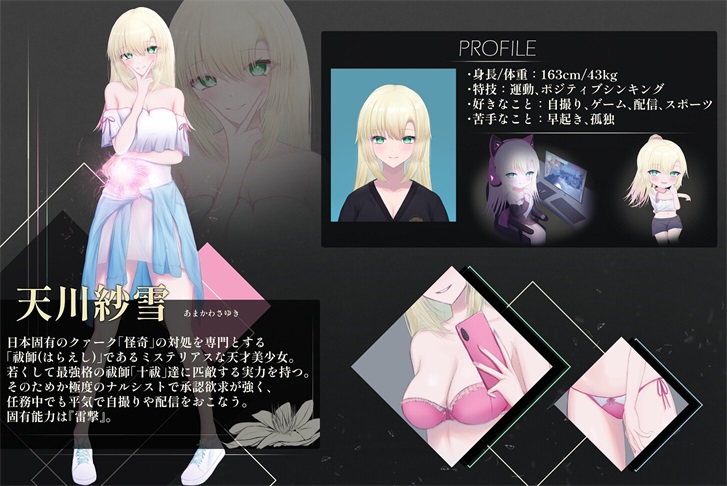 PROFILE
・身長/体重：163cm/43kg
・特技：運動、ポジティブシンキング
・好きなこと：自撮り、ゲーム、配信、スポーツ
・苦手なこと：早起き、孤独
天川紗雪
あまかわさゆき
日本固有のクァーク「怪奇」の対処を専門とする
「祓師(はらえし)」であるミステリアスな天才美少女。
若くして最強格の祓師「十祓」達に匹敵する実力を持つ。
そのためか極度のナルシストで承認欲求が強く、
任務中でも平気で自撮りや配信をおこなう。
固有能力は『雷撃』。